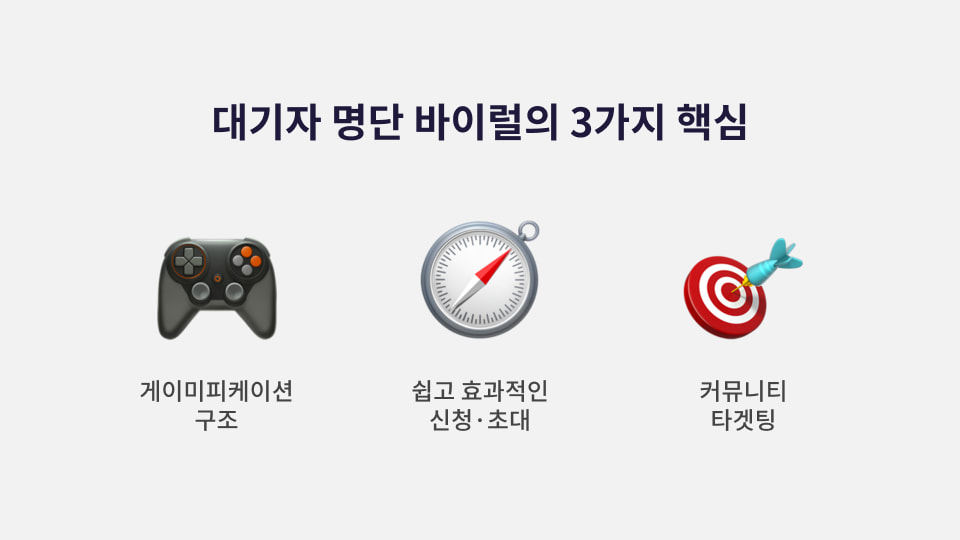 대기자 명단 바이럴의 3가지 핵심
게이미피케이션
구조
쉽고 효과적인
신청·초대
커뮤니티
타겟팅